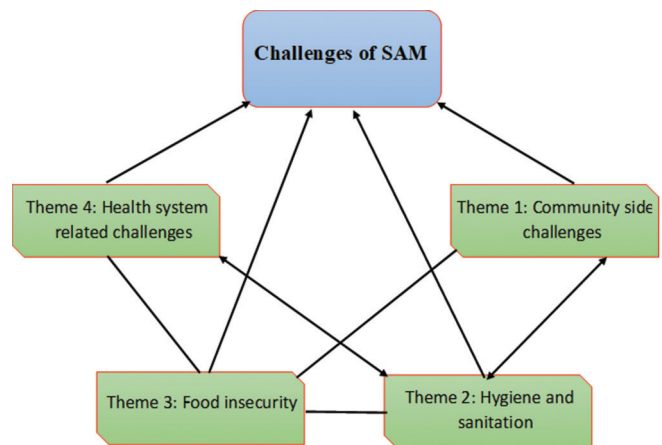 Challenges of SAM
Theme 4: Health system
related challenges
Theme 1: Community side
challenges
Theme 3: Food insecurity
Theme 2: Hygiene and
sanitation